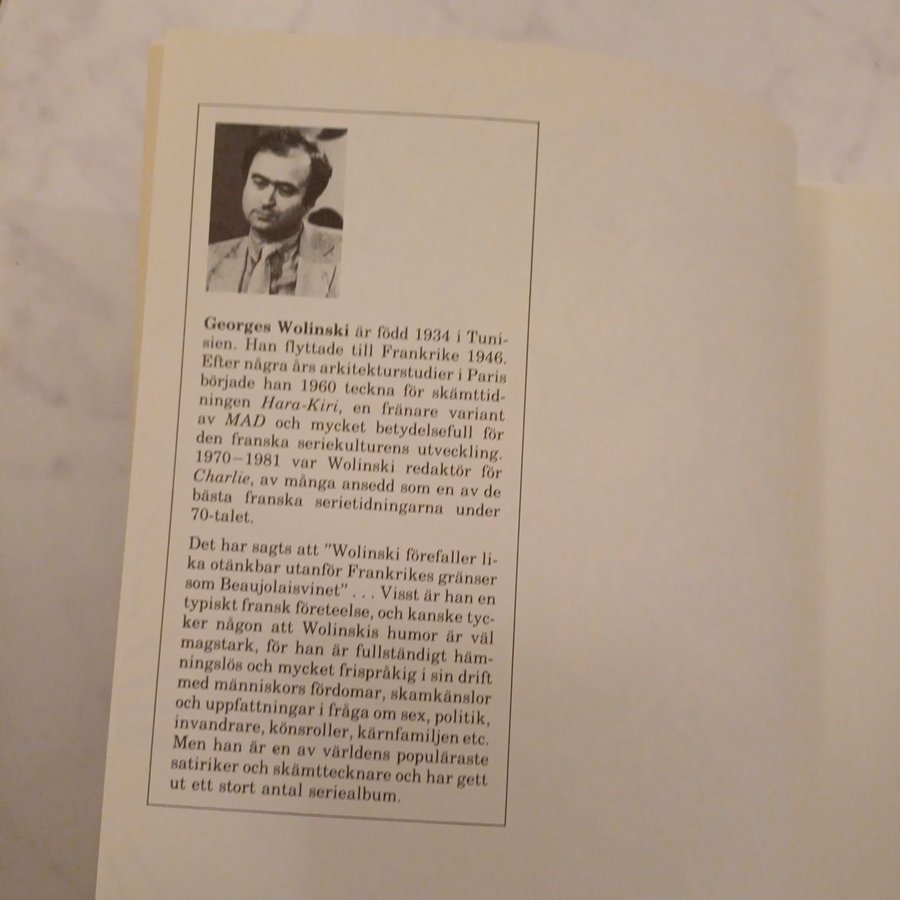 Georges Wolinski är född 1934 i Tuni-
sien. Han flyttade till Frankrike 1946.
Efter några års arkitekturstudier i Paris
började han 1960 teckna för skämttid-
ningen Hara-Kiri, en fränare variant
av MAD och mycket betydelsefull för
den franska seriekulturens utveckling.
1970–1981 var Wolinski redaktör för
Charlie, av många ansedd som en av de
bästa franska serietidningarna under
70-talet.
Det har sagts att ”Wolinski förefaller li-
ka otänkbar utanför Frankrikes gränser
som Beaujolaisvinet” . . . Visst är han en
typiskt fransk företeelse, och kanske tyc-
ker någon att Wolinskis humor är väl
magstark, för han är fullständigt häm-
ningslös och mycket frispråkig i sin drift
med människors fördomar, skamkänslor
och uppfattningar i fråga om sex, politik,
invandrare, könsroller, kärnfamiljen etc.
Men han är en av världens populäraste
satiriker och skämttecknare och har gett
ut ett stort antal seriealbum.